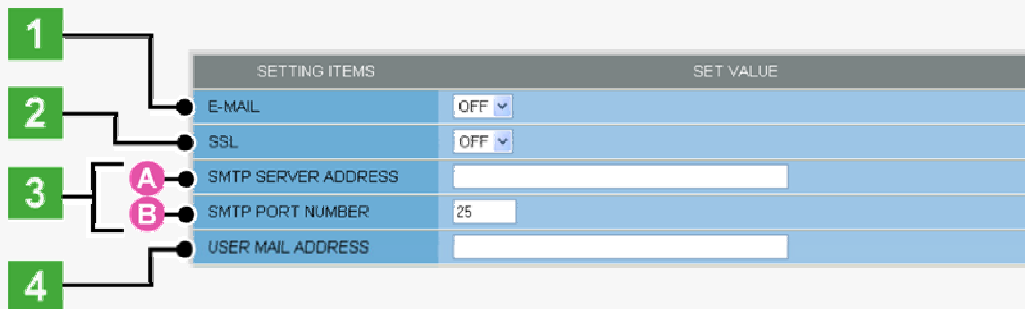 1
SETTING ITEMS SET VALUE
E-MAIL OFF
2
SSL OFF
3
A SMTP SERVER ADDRESS
B SMTP PORT NUMBER 25
USER MAIL ADDRESS
4